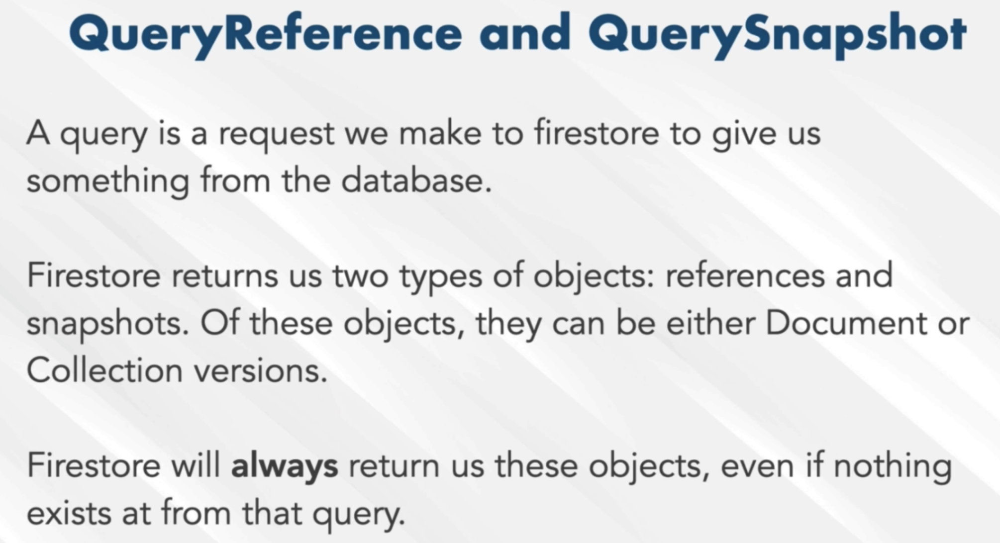 QueryReference and QuerySnapshot
A query is a request we make to firestore to give us
something from the database.
Firestore returns us two types of objects: references and
snapshots. Of these objects, they can be either Document or
Collection versions.
Firestore will always return us these objects, even if nothing
exists at from that query.